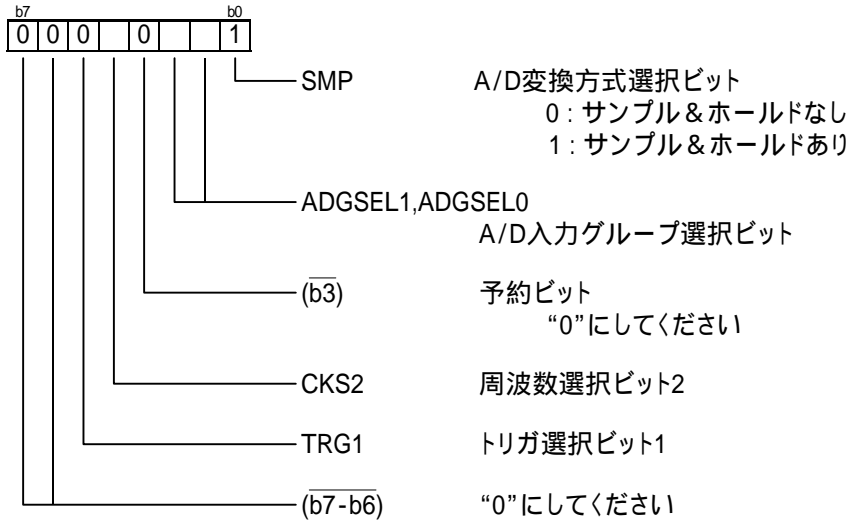 b7 b0
0 0 0 0 1
SMP A/D変換方式選択ビット
0 : サンプル＆ホールドなし
1 : サンプル＆ホールドあり
ADGSEL1,ADGSEL0
A/D入力グループ選択ビット
(b3) 予約ビット
“0”にしてください
CKS2 周波数選択ビット2
TRG1 トリガ選択ビット1
(b7-b6) “0”にしてください